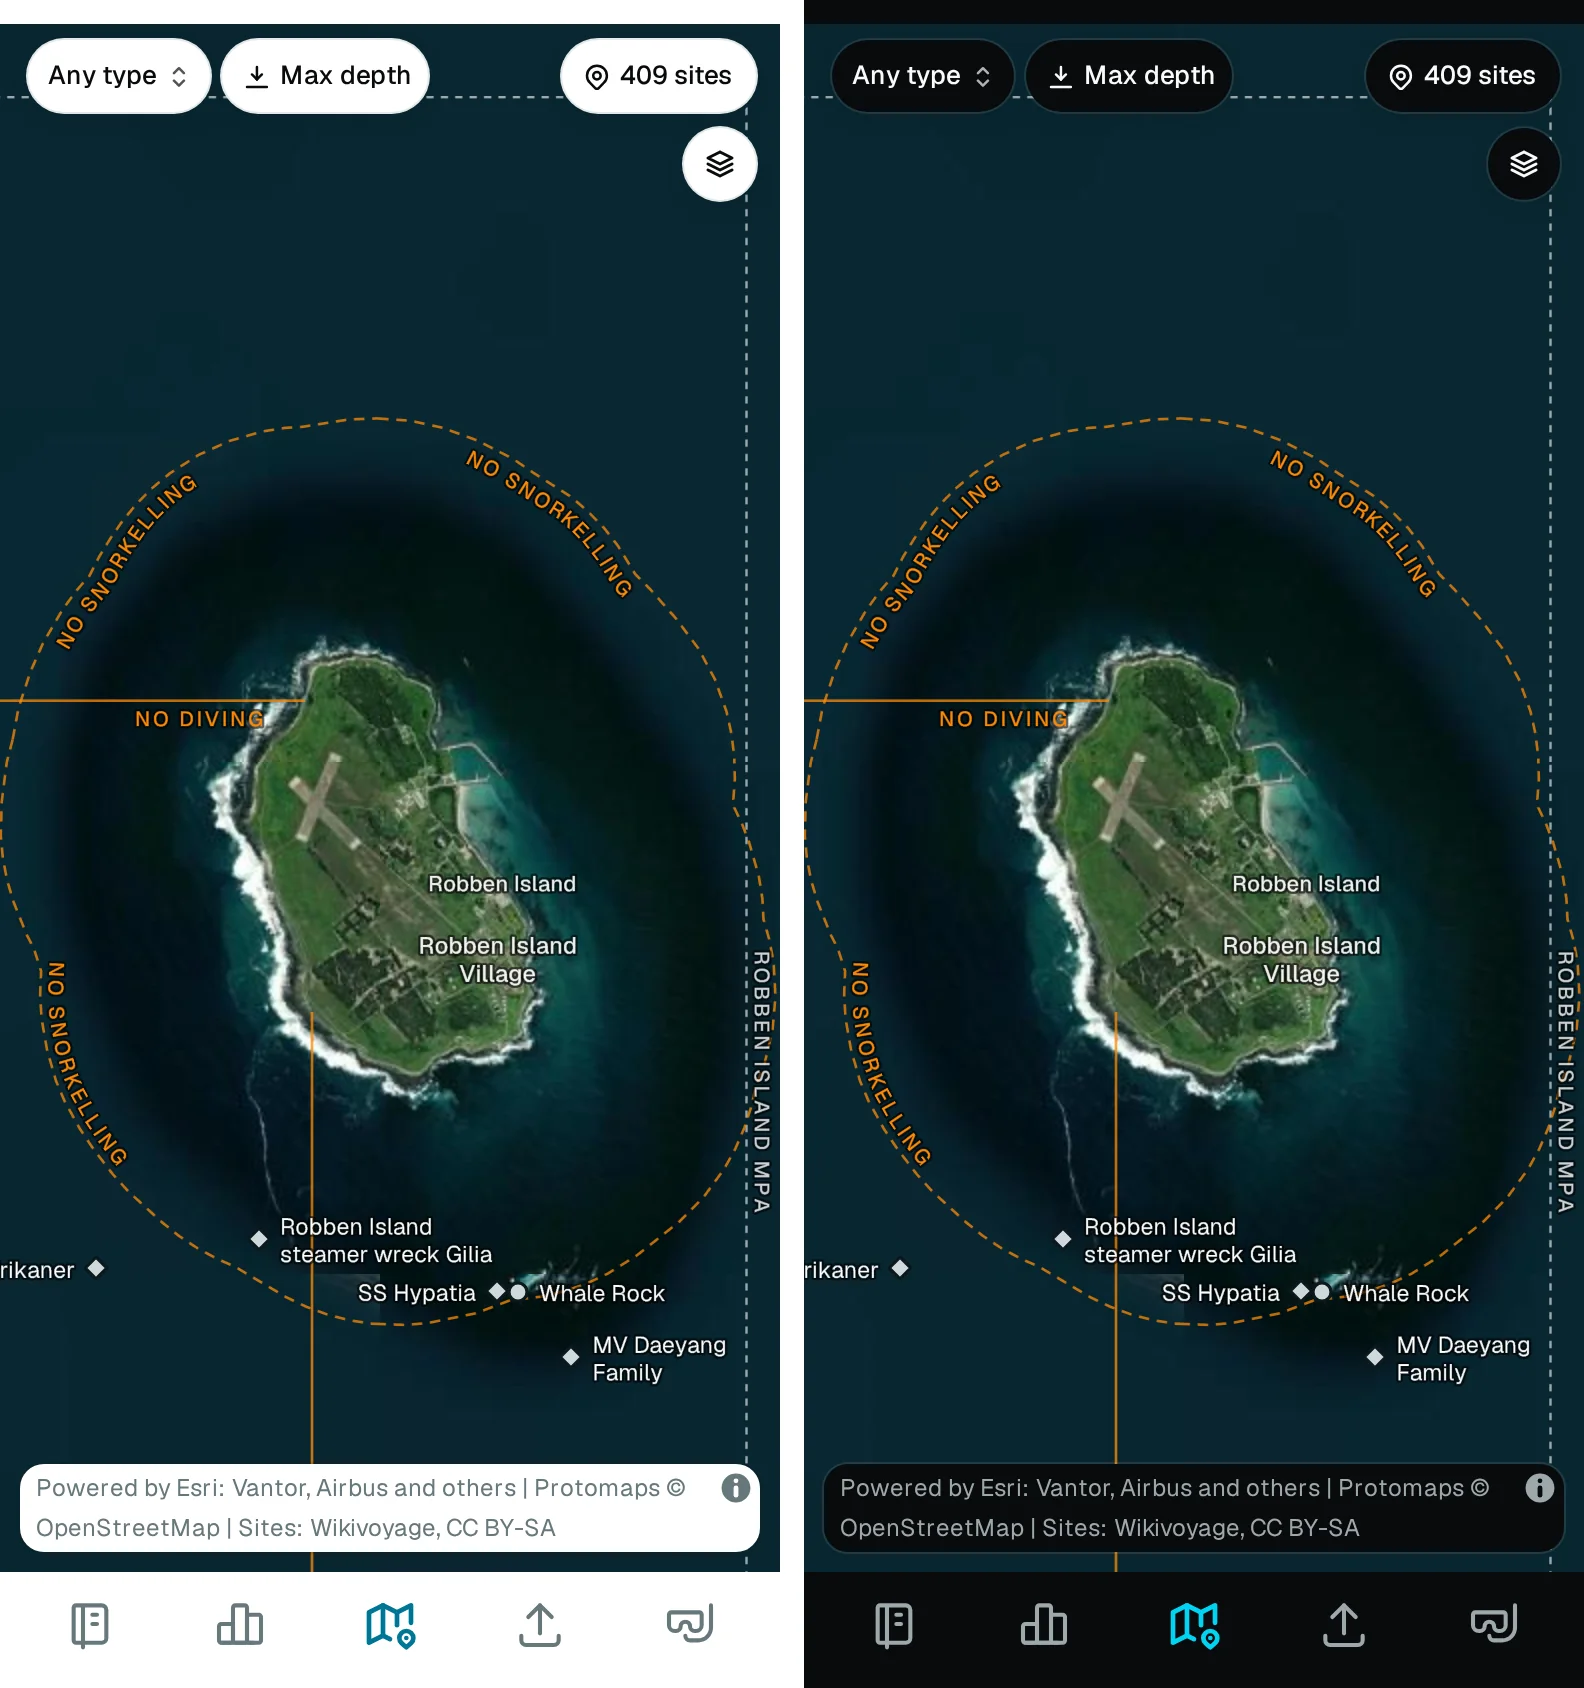 Any type
Max depth
409 sites
NO SNORKELLING
NO SNORKELLING
NO DIVING
Robben Island
Robben Island
Village
NO SNORKELLING
ROBBEN ISLAND MPA
Robben Island
steamer wreck Gilia
rikaner
SS Hypatia
Whale Rock
MV Daeyang
Family
Powered by Esri: Vantor, Airbus and others | Protomaps ©
OpenStreetMap | Sites: Wikivoyage, CC BY-SA
Any type
Max depth
409 sites
NO SNORKELLING
NO SNORKELLING
NO DIVING
Robben Island
Robben Island
Village
NO SNORKELLING
ROBBEN ISLAND MPA
Robben Island
steamer wreck Gilia
rikaner
SS Hypatia
Whale Rock
MV Daeyang
Family
Powered by Esri: Vantor, Airbus and others | Protomaps ©
OpenStreetMap | Sites: Wikivoyage, CC BY-SA